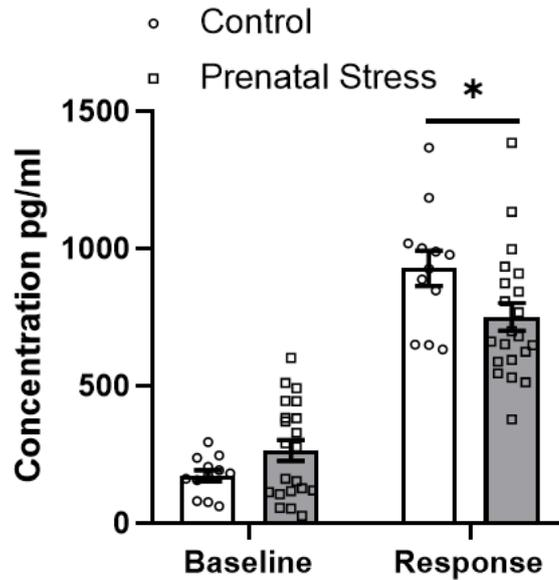 Control
Prenatal Stress
*
Concentration pg/ml
1500
1000
500
0
Baseline
Response